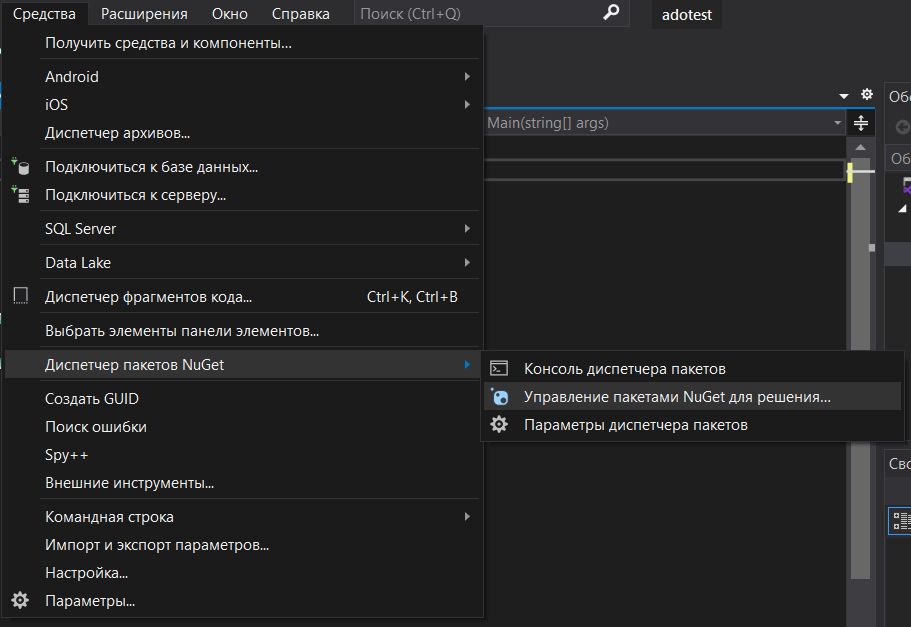 Средства Расширения Окно Справка Поиск (Ctrl+Q) adotest
Получить средства и компоненты...
Android
iOS
Диспетчер архивов...
Main(string[] args)
Подключиться к базе данных...
Подключиться к серверу...
SQL Server
Data Lake
Диспетчер фрагментов кода... Ctrl+K, Ctrl+B
Выбрать элементы панели элементов...
Диспетчер пакетов NuGet
Консоль диспетчера пакетов
Управление пакетами NuGet для решения...
Параметры диспетчера пакетов
Создать GUID
Поиск ошибки
Spy++
Внешние инструменты...
Командная строка
Импорт и экспорт параметров...
Настройка...
Параметры...